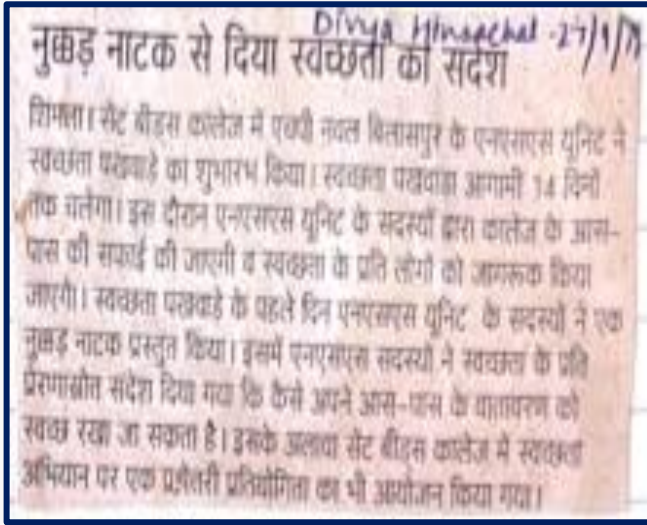 Divya Himachal - 27/9/
नुक्कड़ नाटक से दिया स्वच्छता का संदेश
शिमला। सेंट बीड्स कालेज में एचपी नवल बिलासपुर के एनएसएस यूनिट ने
स्वच्छता पखवाड़े का शुभारंभ किया। स्वच्छता पखवाड़ा आगामी 14 दिनों
तक चलेगा। इस दौरान एनएसएस यूनिट के सदस्यों द्वारा कालेज के आस-
पास की सफाई की जाएगी व स्वच्छता के प्रति लोगों को जागरूक किया
जाएगी। स्वच्छता पखवाड़े के पहले दिन एनएसएस यूनिट के सदस्यों ने एक
नुक्कड़ नाटक प्रस्तुत किया। इसमें एनएसएस सदस्यों ने स्वच्छता के प्रति
प्रेरणास्रोत संदेश दिया गया कि कैसे अपने आस-पास के वातावरण को
स्वच्छ रखा जा सकता है। इसके अलावा सेंट बीड्स कालेज में स्वच्छता
अभियान पर एक प्रश्नोत्तरी प्रतियोगिता का भी आयोजन किया गया।